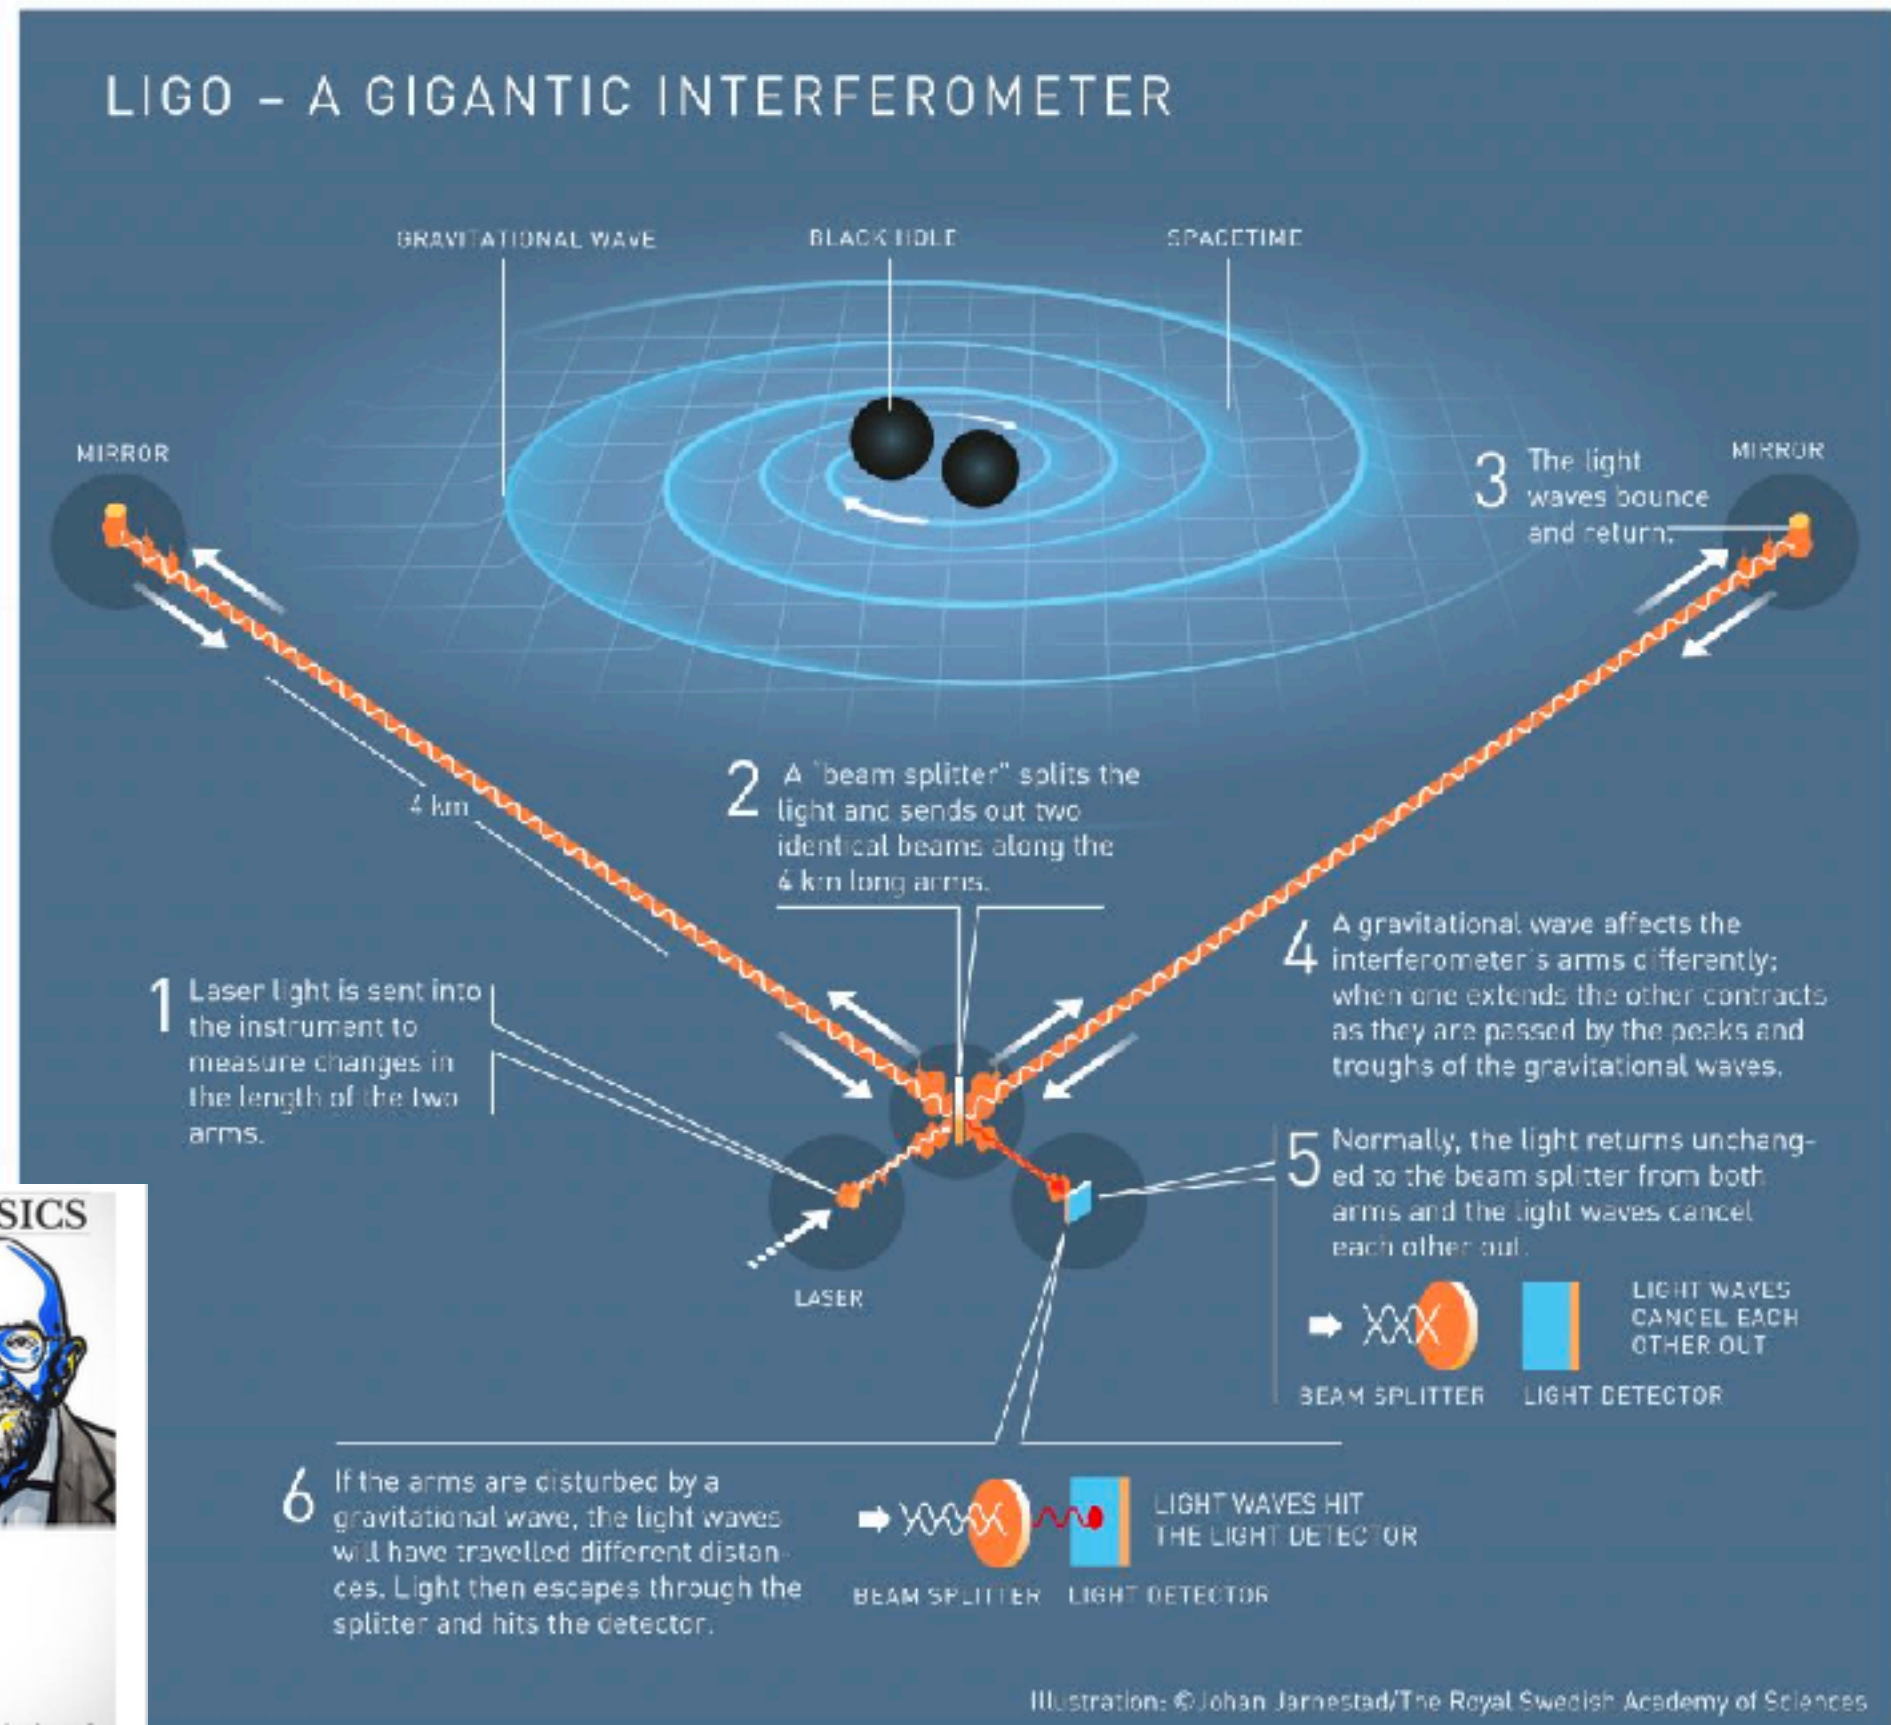 LIGO – A GIGANTIC INTERFEROMETER
GRAVITATIONAL WAVE
BLACK HOLE
SPACETIME
MIRROR
3 The light
waves bounce
and return.
MIRROR
4 km
2 A "beam splitter" splits the
light and sends out two
identical beams along the
4 km long arms.
1 Laser light is sent into
the instrument to
measure changes in
the length of the two
arms.
4 A gravitational wave affects the
interferometer's arms differently;
when one extends the other contracts
as they are passed by the peaks and
troughs of the gravitational waves.
5 Normally, the light returns unchang-
ed to the beam splitter from both
arms and the light waves cancel
each other out.
LASER
LIGHT WAVES
CANCEL EACH
OTHER OUT
BEAM SPLITTER
LIGHT DETECTOR
SICS
6 If the arms are disturbed by a
gravitational wave, the light waves
will have travelled different distan-
ces. Light then escapes through the
splitter and hits the detector.
LIGHT WAVES HIT
THE LIGHT DETECTOR
BEAM SPLITTER
LIGHT DETECTOR
Illustration: ©Johan Jarnestad/The Royal Swedish Academy of Sciences